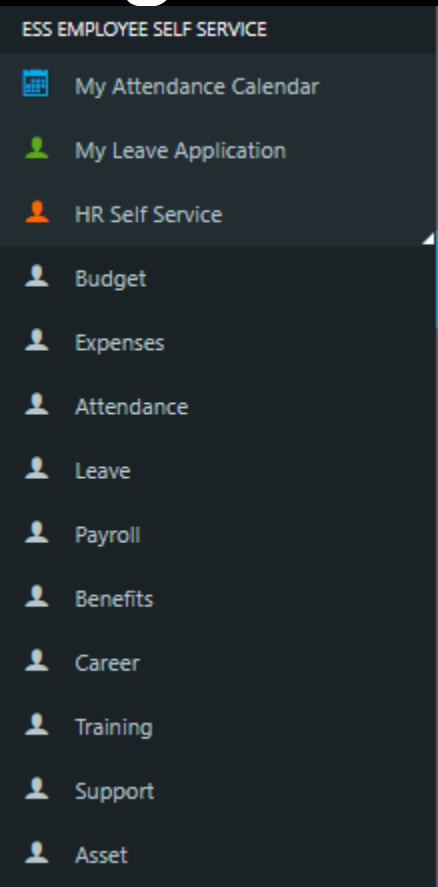 ESS EMPLOYEE SELF SERVICE
My Attendance Calendar
My Leave Application
HR Self Service
Budget
Expenses
Attendance
Leave
Payroll
Benefits
Career
Training
Support
Asset